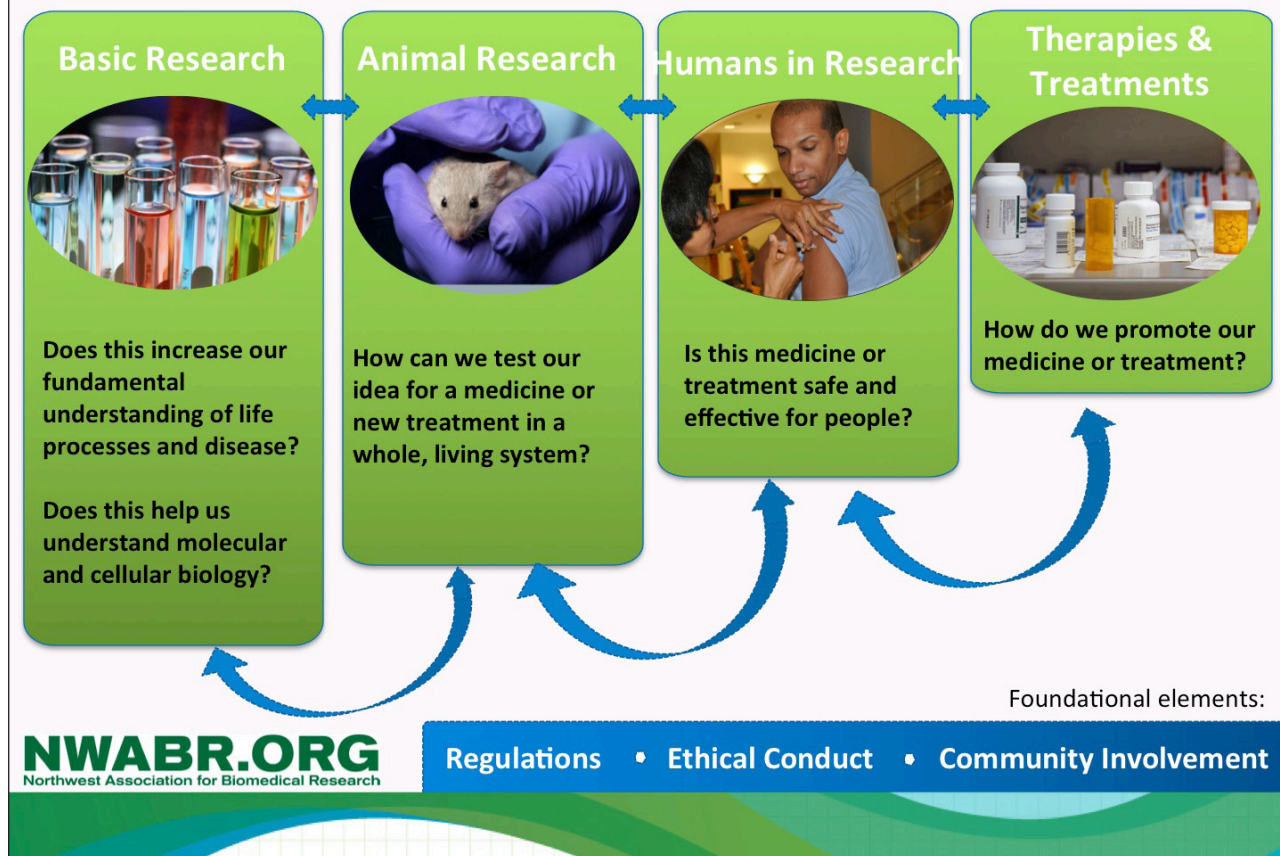 Basic Research
Does this increase our
fundamental
understanding of life
processes and disease?
Does this help us
understand molecular
and cellular biology?
Animal Research
How can we test our
idea for a medicine or
new treatment in a
whole, living system?
Humans in Research
Is this medicine or
treatment safe and
effective for people?
Therapies &
Treatments
How do we promote our
medicine or treatment?
Foundational elements:
NWABR.ORG
Northwest Association for Biomedical Research
Regulations • Ethical Conduct • Community Involvement